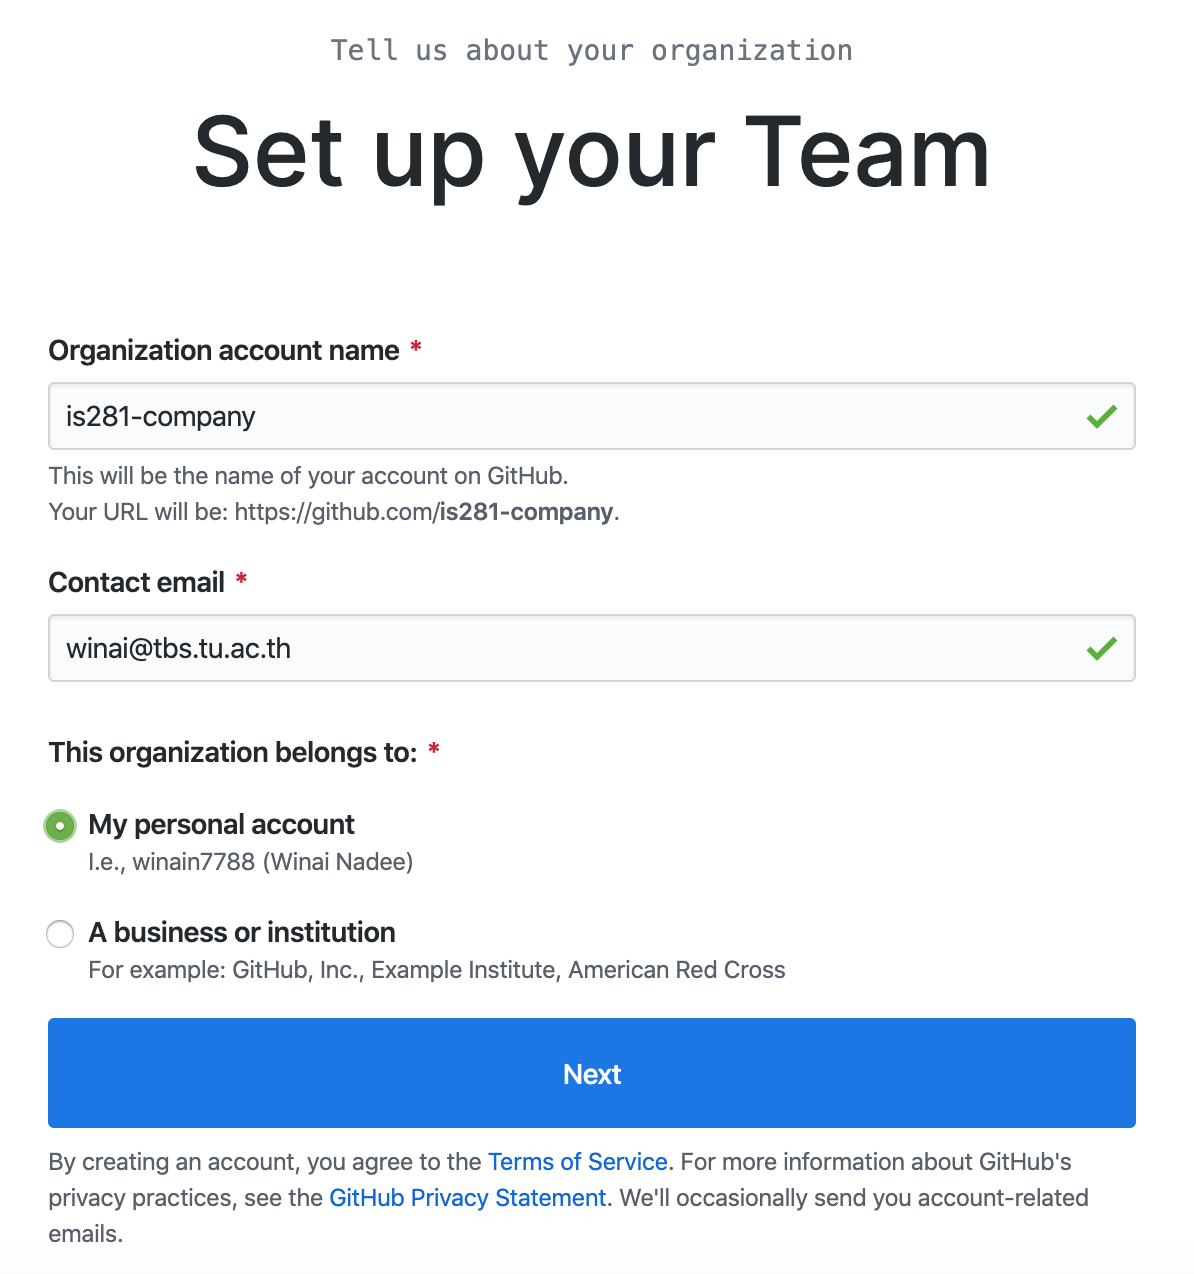 Tell us about your organization
Set up your Team
Organization account name *
is281-company
This will be the name of your account on GitHub.
Your URL will be: https://github.com/is281-company.
Contact email *
winai@tbs.tu.ac.th
This organization belongs to: *
My personal account
I.e., winain7788 (Winai Nadee)
A business or institution
For example: GitHub, Inc., Example Institute, American Red Cross
Next
By creating an account, you agree to the Terms of Service. For more information about GitHub's
privacy practices, see the GitHub Privacy Statement. We'll occasionally send you account-related
emails.